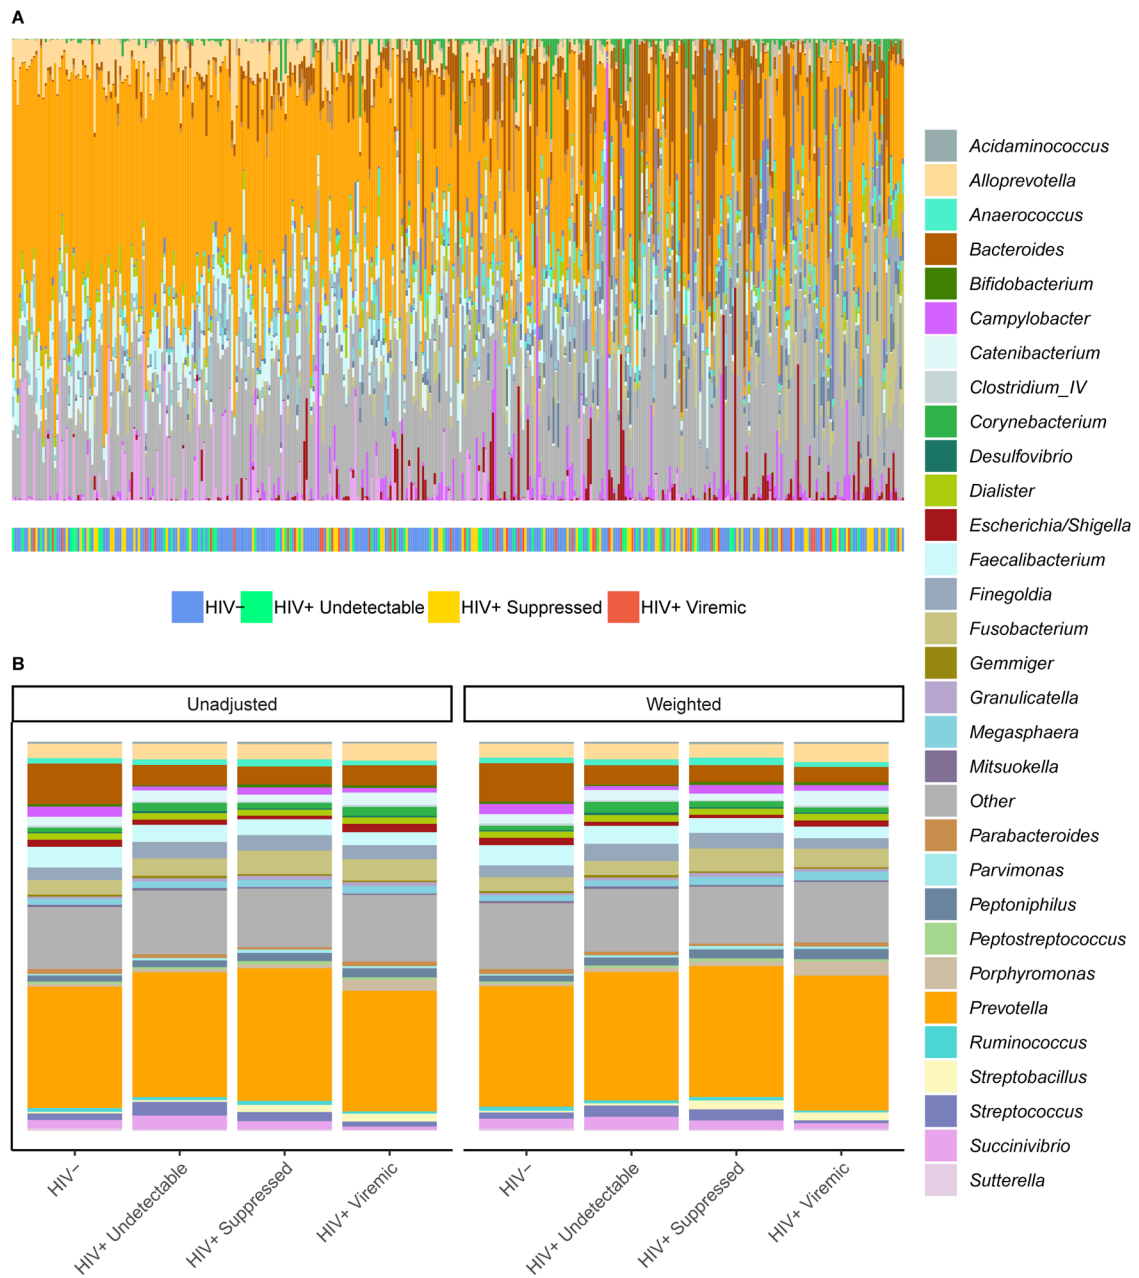 A
Acidaminococcus
Alloprevotella
Anaerococcus
Bacteroides
Bifidobacterium
Campylobacter
Catenibacterium
Clostridium_IV
Corynebacterium
Desulfovibrio
Dialister
Escherichia/Shigella
Faecalibacterium
Finegoldia
Fusobacterium
Gemmiger
Granulicatella
Megasphaera
Mitsuokella
Other
Parabacteroides
Parvimonas
Peptoniphilus
Peptostreptococcus
Porphyromonas
Prevotella
Ruminococcus
Streptobacillus
Streptococcus
Succinivibrio
Sutterella
HIV− HIV+ Undetectable HIV+ Suppressed HIV+ Viremic
B
Unadjusted Weighted
HIV− HIV+ Undetectable HIV+ Suppressed HIV+ Viremic HIV− HIV+ Undetectable HIV+ Suppressed HIV+ Viremic